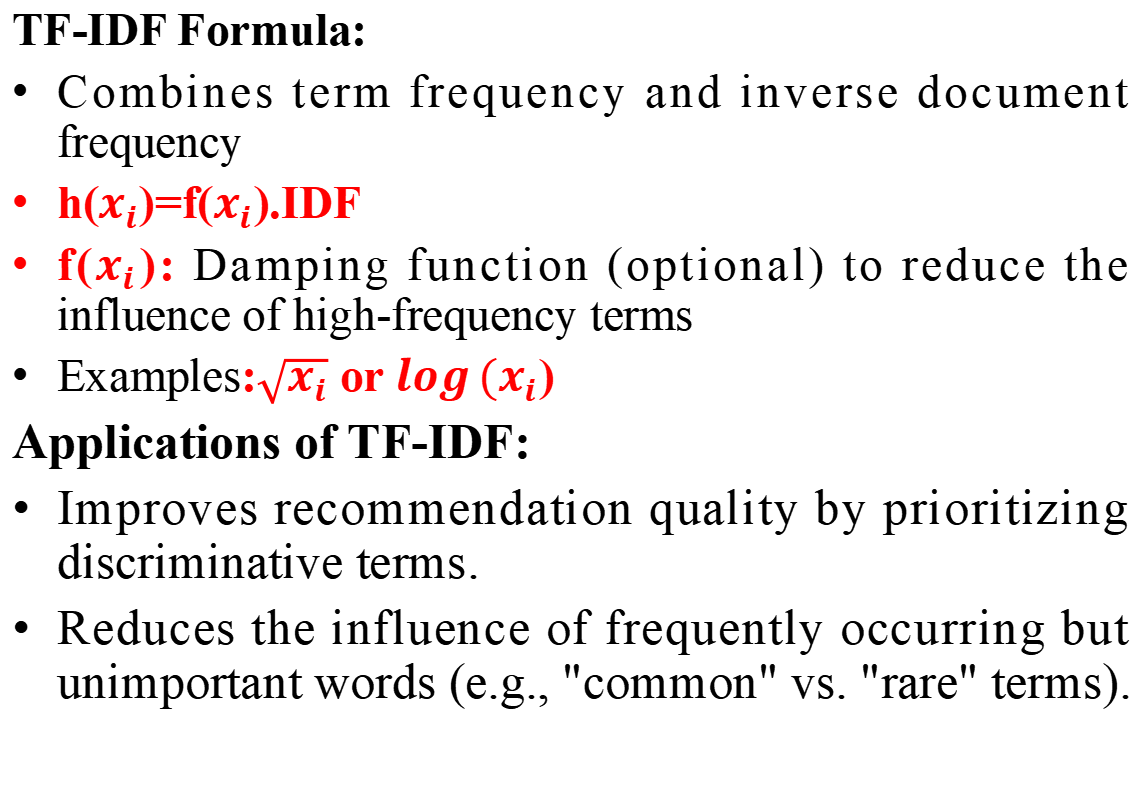 TF-IDF Formula:
• Combines term frequency and inverse document
frequency
• h(xᵢ)=f(xᵢ).IDF
• f(xᵢ): Damping function (optional) to reduce the
influence of high-frequency terms
• Examples:√xᵢ or log (xᵢ)
Applications of TF-IDF:
• Improves recommendation quality by prioritizing
discriminative terms.
• Reduces the influence of frequently occurring but
unimportant words (e.g., "common" vs. "rare" terms).